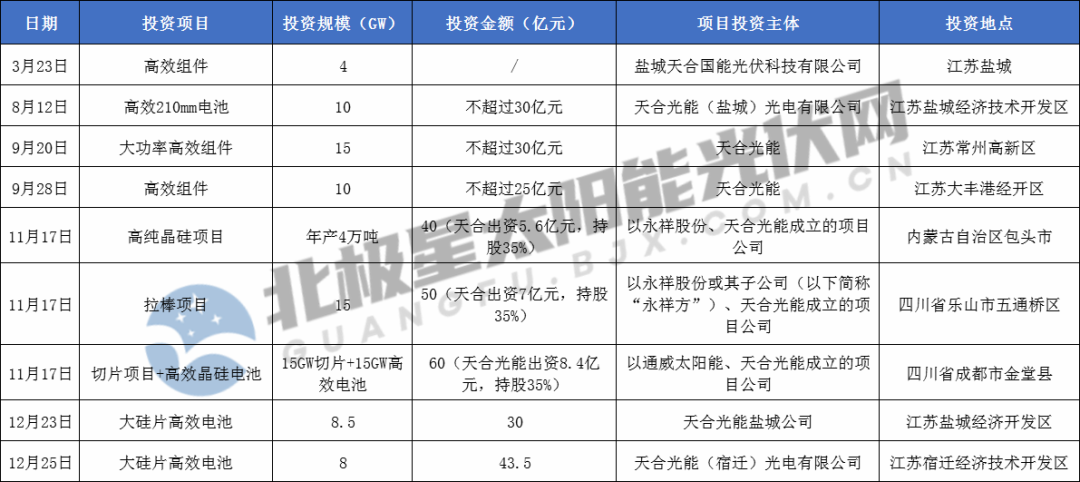 日期 投资项目 投资规模（GW） 投资金额（亿元） 项目投资主体 投资地点
3月23日 高效组件 4 / 盐城天合国能光伏科技有限公司 江苏盐城
8月12日 高效210mm电池 10 不超过30亿元 天合光能（盐城）光电有限公司 江苏盐城经济技术开发区
9月20日 大功率高效组件 15 不超过30亿元 天合光能 江苏常州高新区
9月28日 高效组件 10 不超过25亿元 天合光能 江苏大丰港经开区
11月17日 高纯晶硅项目 年产4万吨 40（天合出资5.6亿元，持
股35%） 以永祥股份、天合光能成立的项目
公司 内蒙古自治区包头市
11月17日 拉棒项目 15 50（天合出资7亿元，持股
35%） 以永祥股份或其子公司（以下简称
“永祥方”）、天合光能成立的项
目公司 四川省乐山市五通桥区
11月17日 切片项目+高效晶硅电池 15GW切片+15GW高
效电池 60（天合光能出资8.4亿
元，持股35%） 以通威太阳能、天合光能成立的项
目公司 四川省成都市金堂县
12月23日 大硅片高效电池 8.5 30 天合光能盐城公司 江苏盐城经济开发区
12月25日 大硅片高效电池 8 43.5 天合光能（宿迁）光电有限公司 江苏宿迁经济技术开发区
北极星太阳能光伏网
GUANGFU.BJX.COM.CN